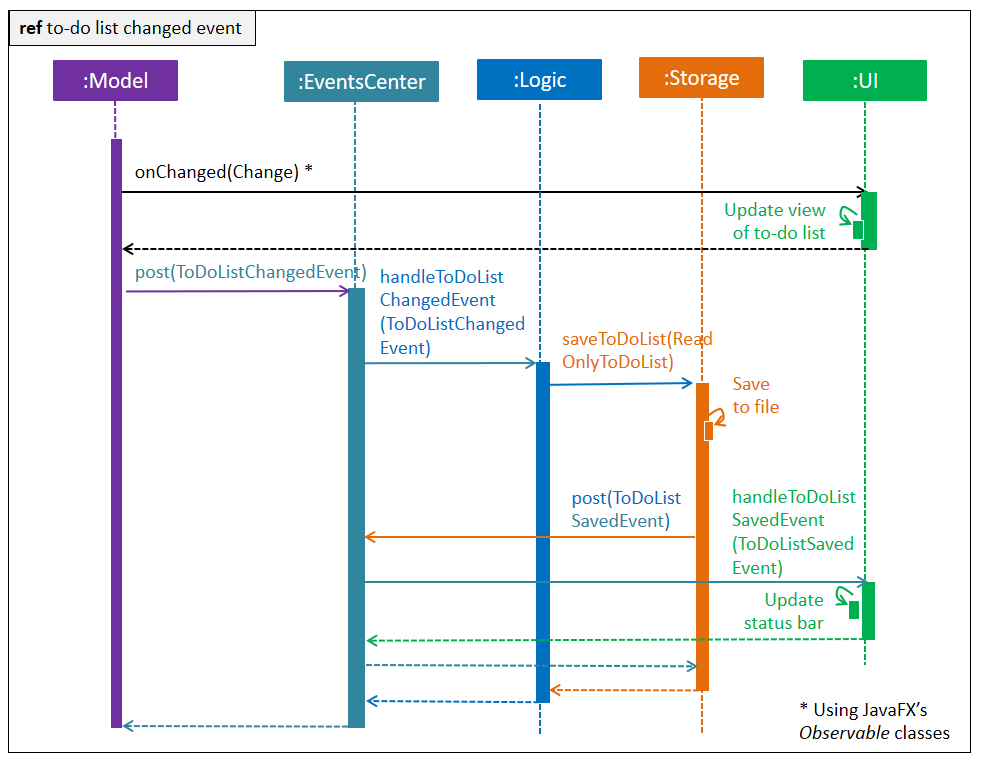 ref to-do list changed event
:Model
:EventsCenter
:Logic
:Storage
:UI
onChanged(Change) *
Update view
of to-do list
post(ToDoListChangedEvent)
handleToDoList
ChangedEvent
(ToDoListChanged
Event)
saveToDoList(Read
OnlyToDoList)
Save
to file
post(ToDoList
SavedEvent)
handleToDoList
SavedEvent
(ToDoListSaved
Event)
Update
status bar
* Using JavaFX's
Observable classes